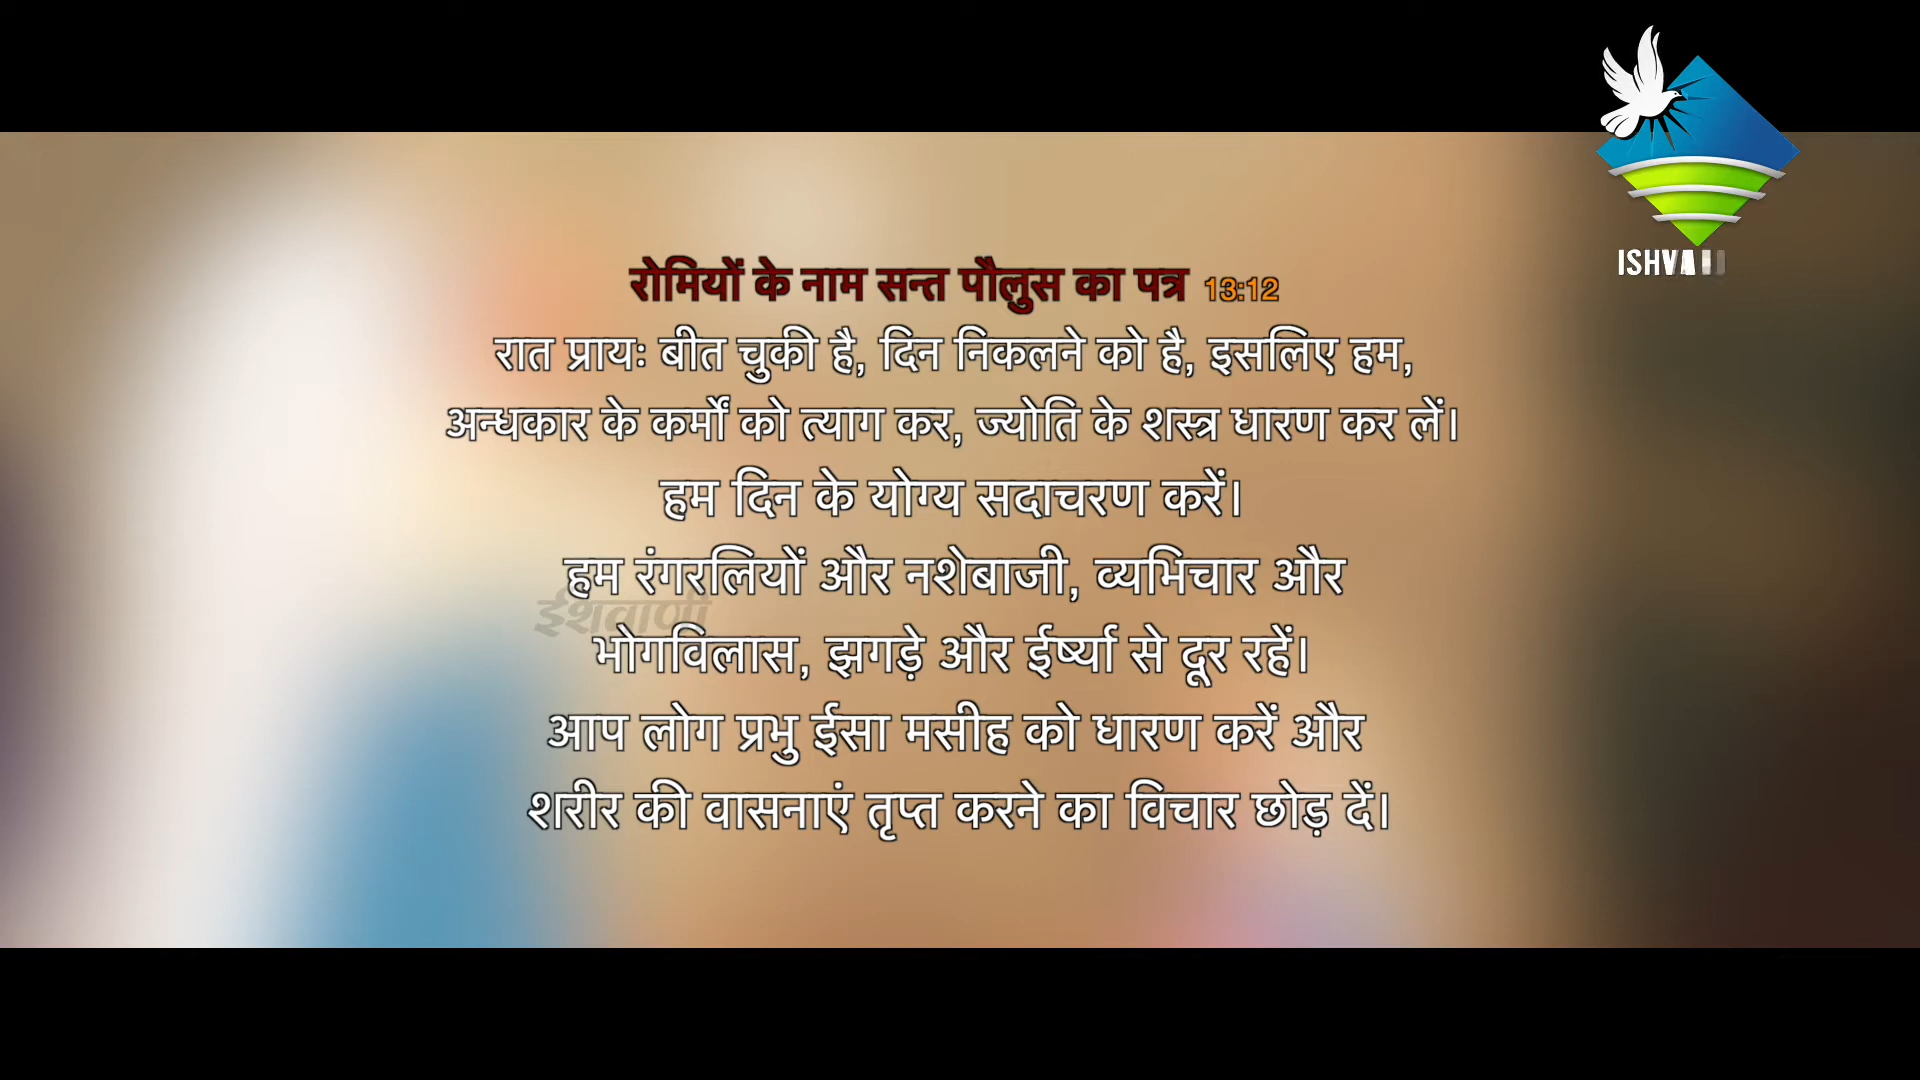 ISHVANI
रोमियों के नाम सन्त पौलुस का पत्र 13:12
रात प्रायः बीत चुकी है, दिन निकलने को है, इसलिए हम,
अन्धकार के कर्मों को त्याग कर, ज्योति के शस्त्र धारण कर लें।
हम दिन के योग्य सदाचरण करें।
हम रंगरलियों और नशेबाजी, व्यभिचार और
ईशवाणी
भोगविलास, झगड़े और ईर्ष्या से दूर रहें।
आप लोग प्रभु ईसा मसीह को धारण करें और
शरीर की वासनाएं तृप्त करने का विचार छोड़ दें।